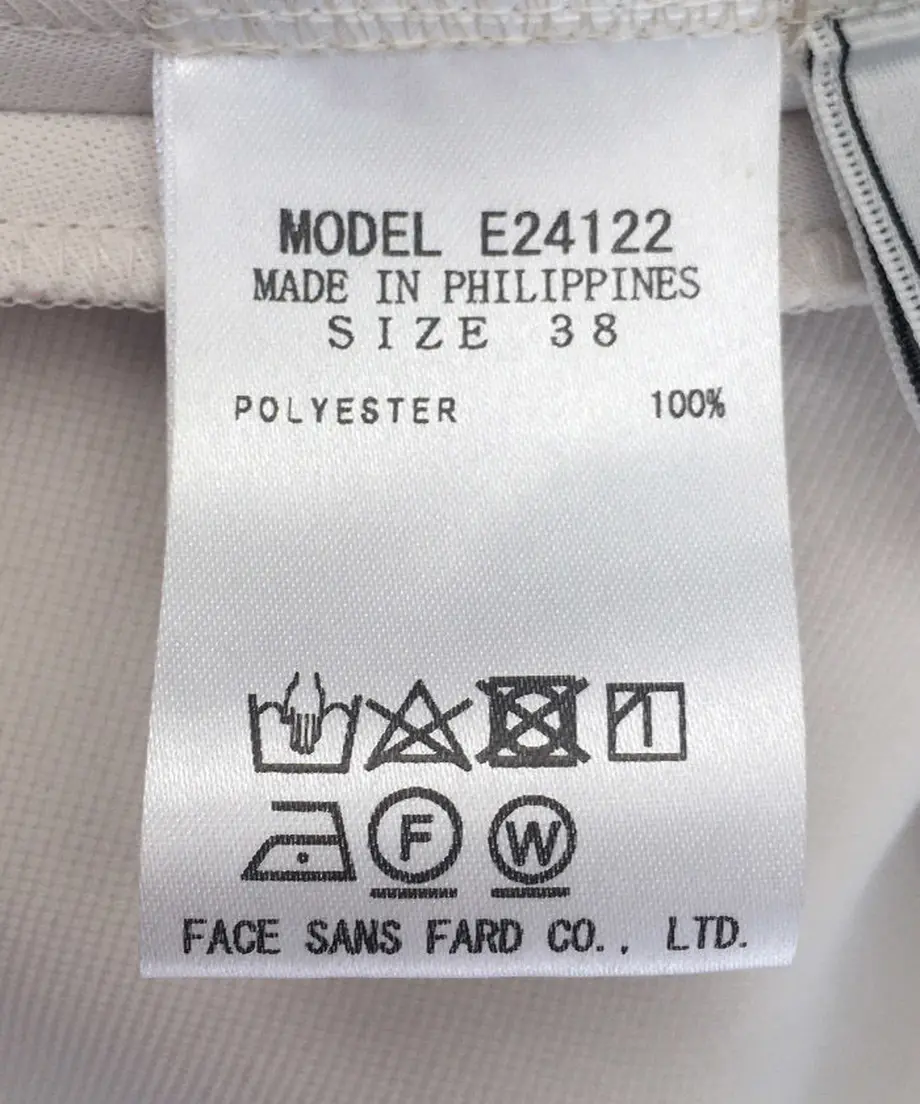 MODEL E24122
MADE IN PHILIPPINES
SIZE 38
POLYESTER 100%
F W
FACE SANS FARD CO., LTD.